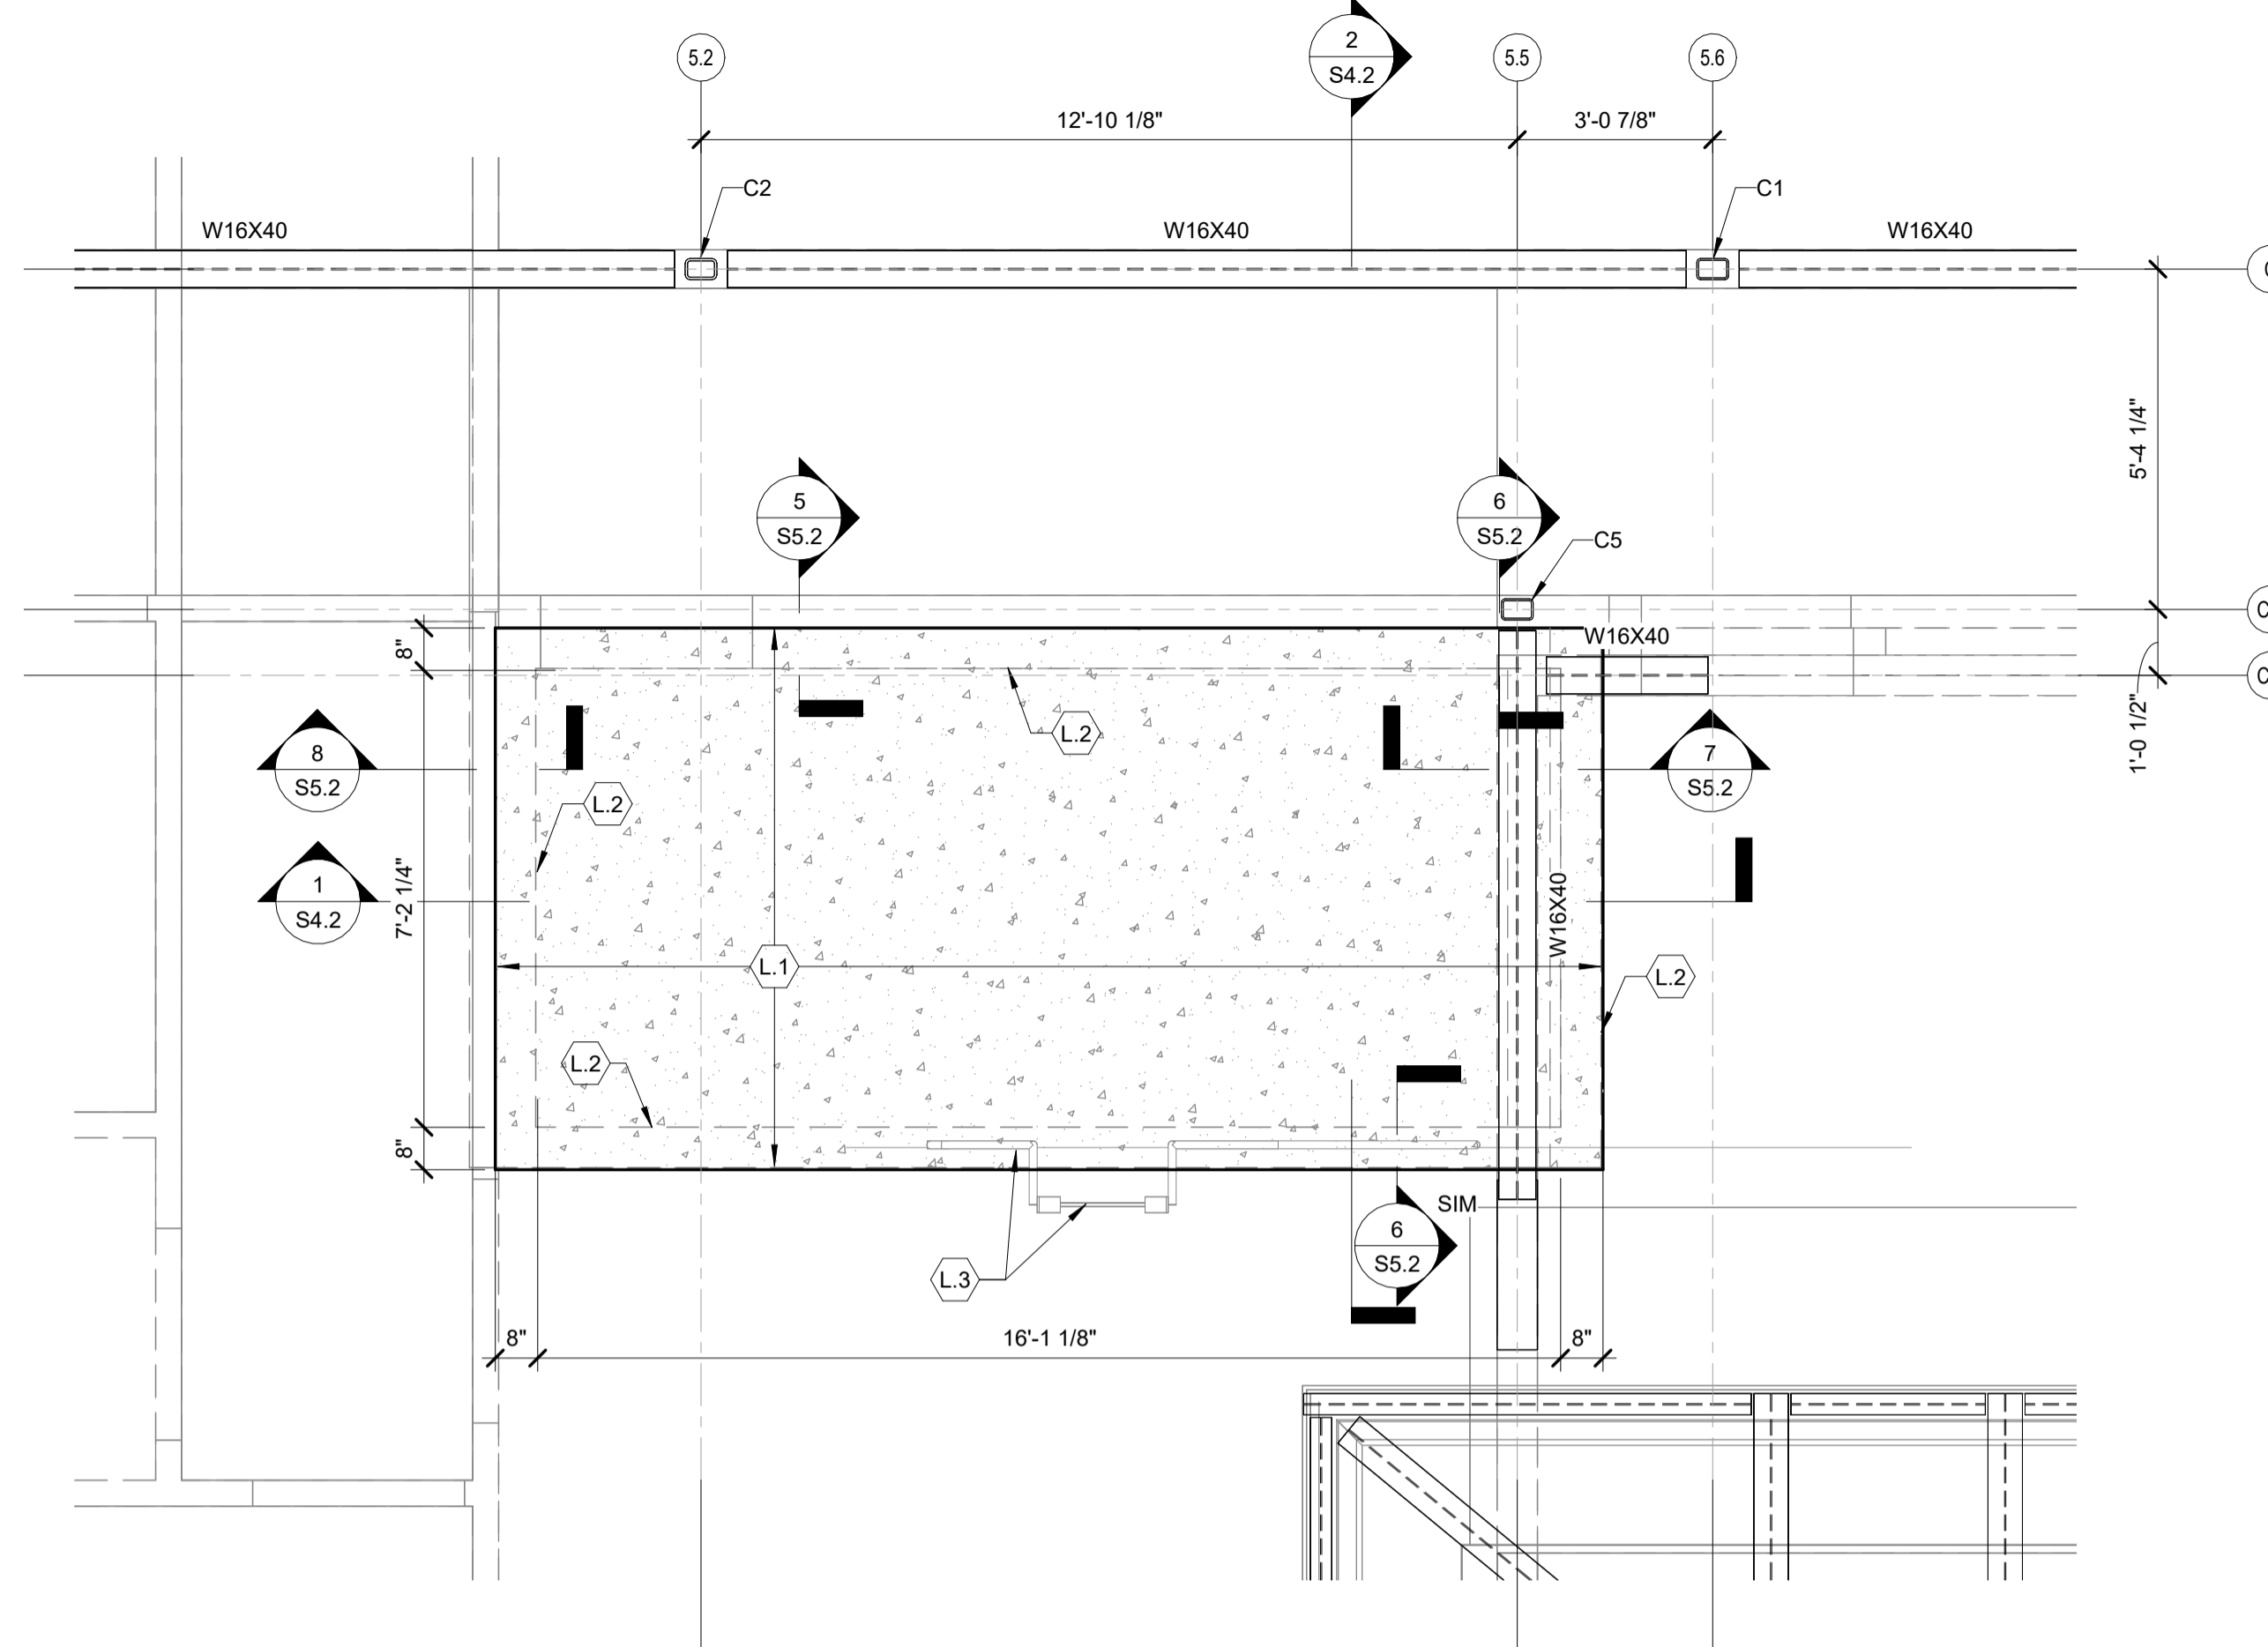 2
S4.2
5.2
5.5
5.6
12'-10 1/8"
3'-0 7/8"
C2
C1
W16X40
W16X40
W16X40
5'-4 1/4"
5
S5.2
6
S5.2
C5
8"
W16X40
L.2
1'-0 1/2"
8
S5.2
7
S5.2
L.2
1
S4.2
7'-2 1/4"
W16X40
L.1
L.2
L.2
8"
SIM
6
S5.2
L.3
8"
16'-1 1/8"
8"
C
C